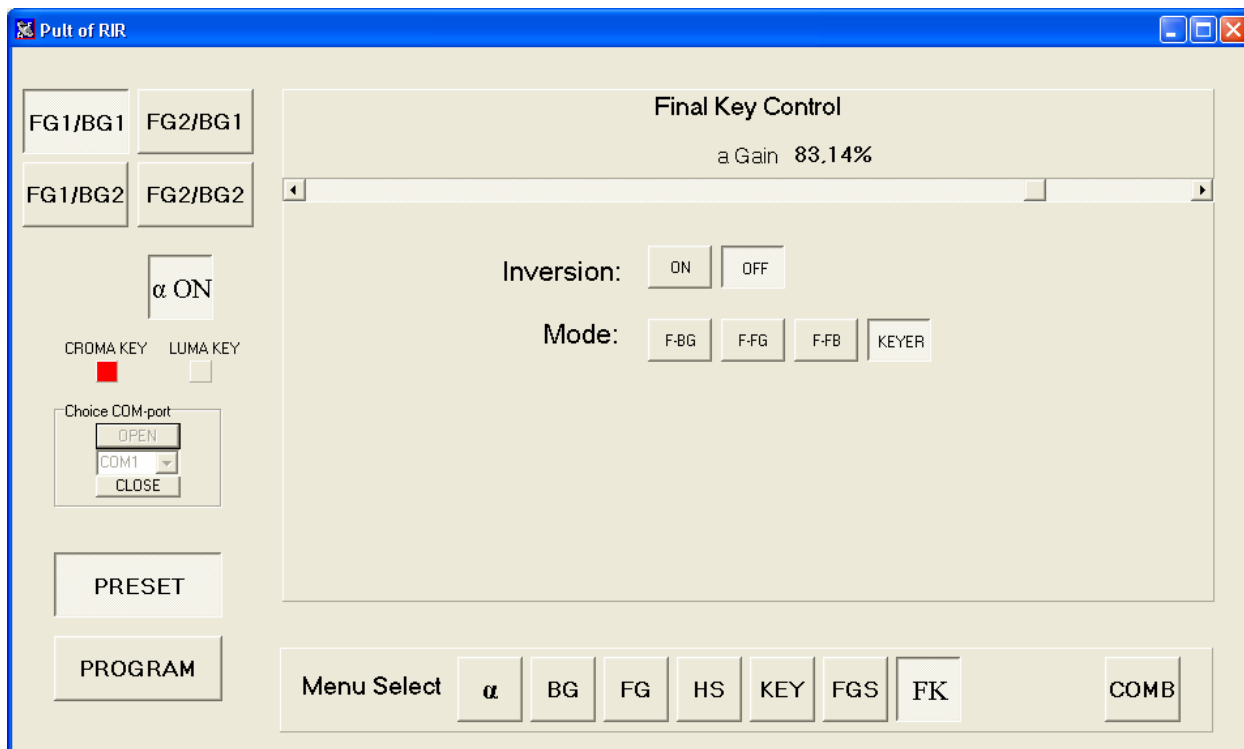 Pult of RIR
FG1/BG1 FG2/BG1
FG1/BG2 FG2/BG2
α ON
CROMA KEY LUMA KEY
Choice COM-port
OPEN
COM1
CLOSE
PRESET
PROGRAM
Final Key Control
a Gain 83,14%
Inversion: ON OFF
Mode: F-BG F-FG F-FB KEYER
Menu Select α BG FG HS KEY FGS FK COMB